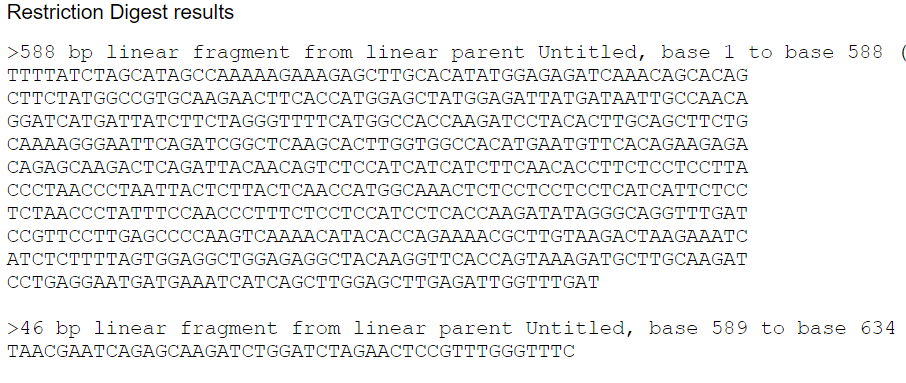 Restriction Digest results
>588 bp linear fragment from linear parent Untitled, base 1 to base 588 (
TTTTATCTAGCATAGCCAAAAAGAAAGAGCTTGCACATATGGAGAGATCAAACAGCACAG
CTTCTATGGCCGTGCAAGAACTTCACCATGGAGCTATGGAGATTATGATAATTGCCAACA
GGATCATGATTATCTTCTAGGGTTTTCATGGCCACCAAGATCCTACACTTGCAGCTTCTG
CAAAAGGGAATTCAGATCGGCTCAAGCACTTGGTGGCCACATGAATGTTCACAGAAGAGA
CAGAGCAAGACTCAGATTACAACAGTCTCCATCATCATCTTCAACACCTTCTCCTCCTTA
CCCTAACCCTAATTACTCTTACTCAACCATGGCAAACTCTCCTCCTCCTCATCATTCTCC
TCTAACCCTATTTCCAACCCTTTCTCCTCCATCCTCACCAAGATATAGGGCAGGTTTGAT
CCGTTCCTTGAGCCCCAAGTCAAAACATACACCAGAAAACGCTTGTAAGACTAAGAAATC
ATCTCTTTTAGTGGAGGCTGGAGAGGCTACAAGGTTCACCAGTAAAGATGCTTGCAAGAT
CCTGAGGAATGATGAAATCATCAGCTTGGAGCTTGAGATTGGTTTGAT
>46 bp linear fragment from linear parent Untitled, base 589 to base 634
TAACGAATCAGAGCAAGATCTGGATCTAGAACTCCGTTTGGGTTTC